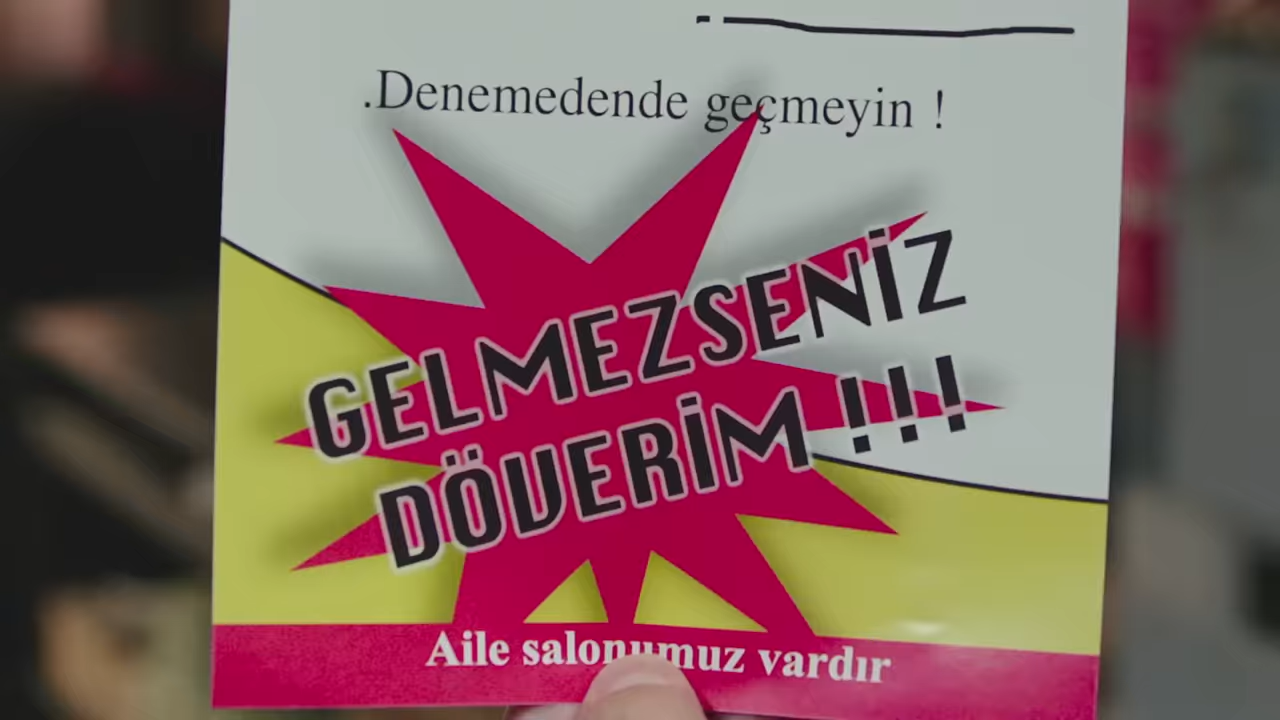 .Denemedende geçmeyin !
GELMEZSENİZ
DÖVERİM !!!
Aile salonumuz vardır